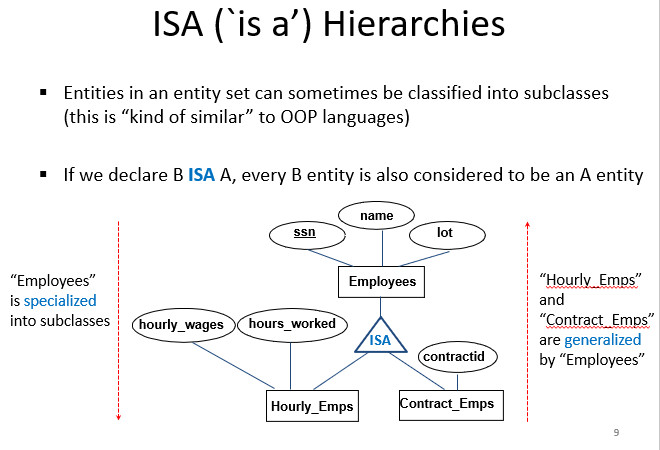 ISA (`is a’) Hierarchies
▪ Entities in an entity set can sometimes be classified into subclasses
(this is “kind of similar” to OOP languages)
▪ If we declare B ISA A, every B entity is also considered to be an A entity
name
ssn
lot
Employees
“Employees”
is specialized
into subclasses
“Hourly_Emps”
and
“Contract_Emps”
are generalized
by “Employees”
hourly_wages
hours_worked
ISA
contractid
Hourly_Emps
Contract_Emps
9